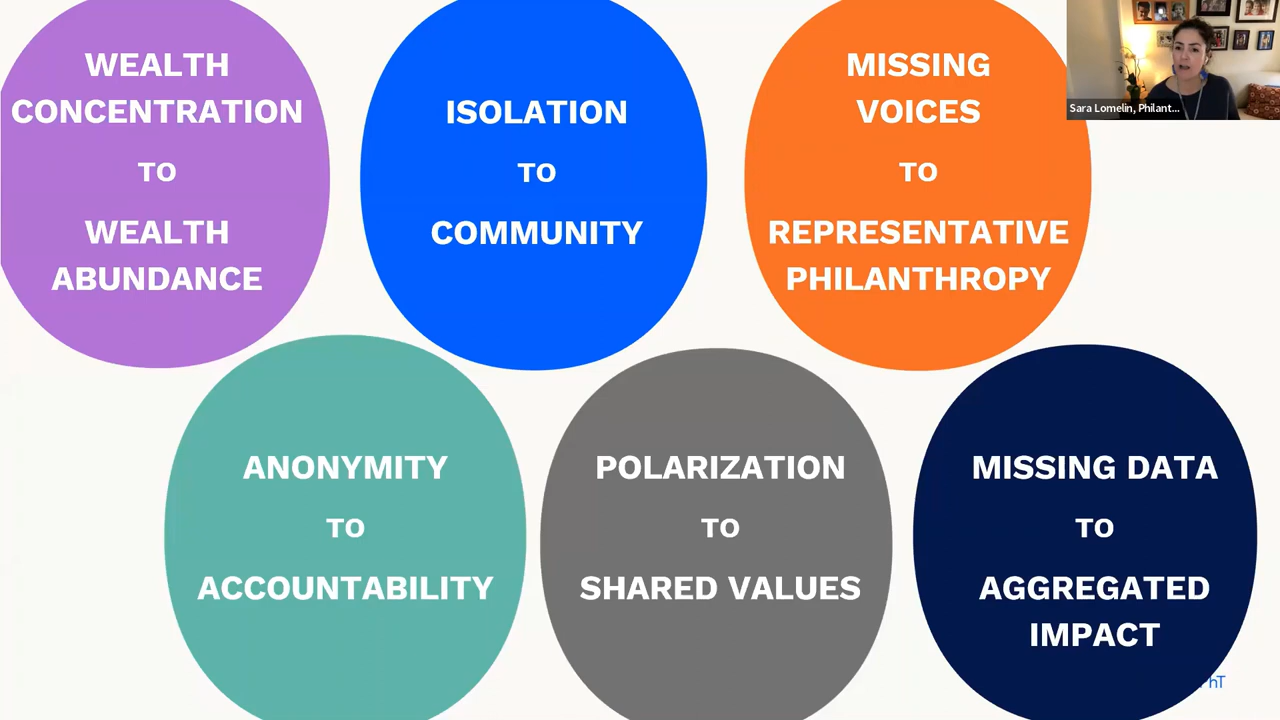 WEALTH
CONCENTRATION
TO
WEALTH
ABUNDANCE
ISOLATION
TO
COMMUNITY
MISSING
VOICES
TO
REPRESENTATIVE
PHILANTHROPY
Sara Lomelin, Philant...
ANONYMITY
TO
ACCOUNTABILITY
POLARIZATION
TO
SHARED VALUES
MISSING DATA
TO
AGGREGATED
IMPACT